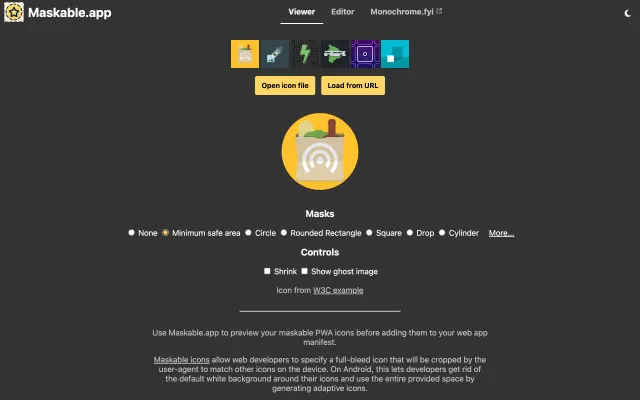 Maskable.app
Viewer Editor Monochrome.fyi
Open icon file Load from URL
Masks
None Minimum safe area Circle Rounded Rectangle Square Drop Cylinder More...
Controls
Shrink Show ghost image
Icon from W3C example
Use Maskable.app to preview your maskable PWA icons before adding them to your web app
manifest.
Maskable icons allow web developers to specify a full-bleed icon that will be cropped by the
user-agent to match other icons on the device. On Android, this lets developers get rid of
the default white background around their icons and use the entire provided space by
generating adaptive icons.